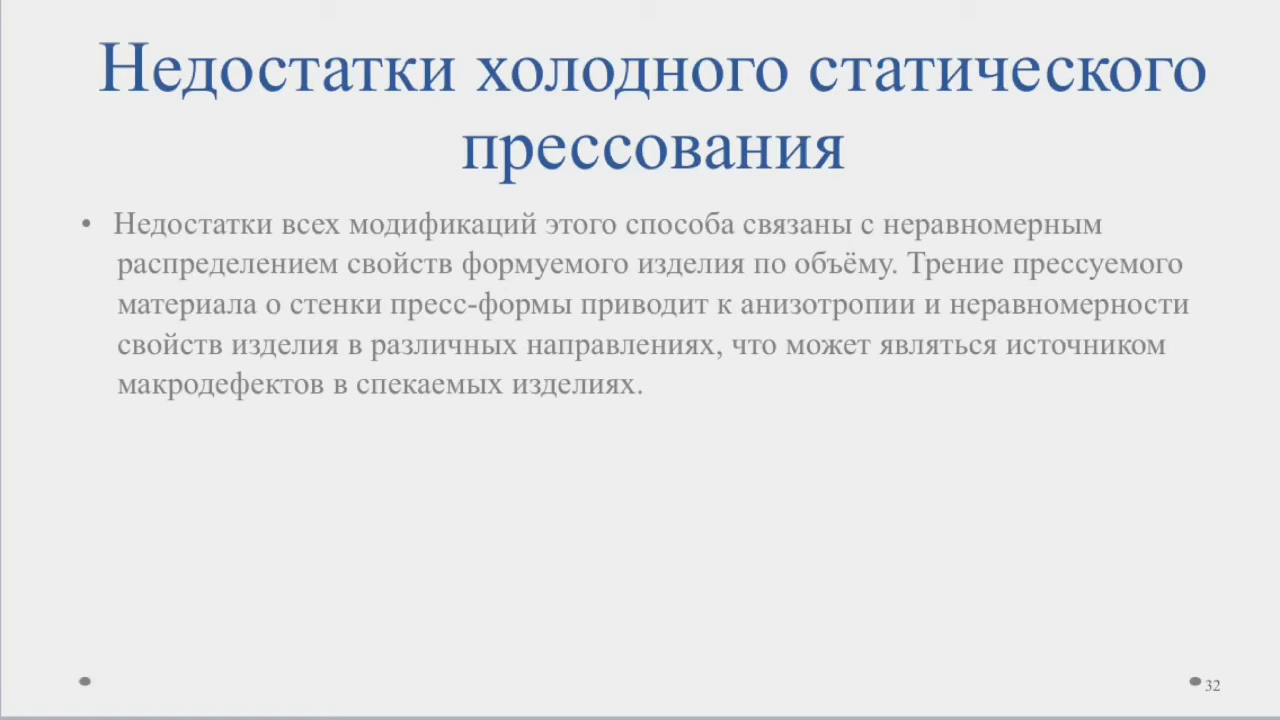 Недостатки холодного статического
прессования
• Недостатки всех модификаций этого способа связаны с неравномерным
распределением свойств формуемого изделия по объёму. Трение прессуемого
материала о стенки пресс-формы приводит к анизотропии и неравномерности
свойств изделия в различных направлениях, что может являться источником
макродефектов в спекаемых изделиях.
32